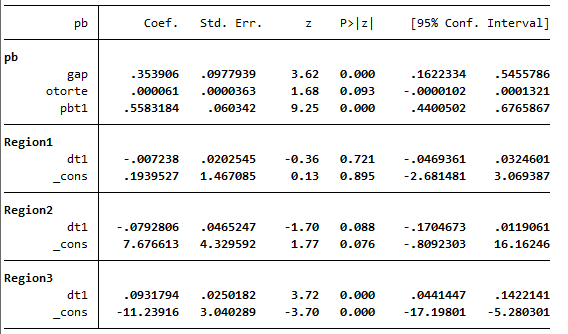 pb Coef. Std. Err. z P>|z| [95% Conf. Interval]
pb
gap .353906 .0977939 3.62 0.000 .1622334 .5455786
otorte .000061 .0000363 1.68 0.093 -.0000102 .0001321
pbt1 .5583184 .060342 9.25 0.000 .4400502 .6765867
Region1
dt1 -.007238 .0202545 -0.36 0.721 -.0469361 .0324601
_cons .1939527 1.467085 0.13 0.895 -2.681481 3.069387
Region2
dt1 -.0792806 .0465247 -1.70 0.088 -.1704673 .0119061
_cons 7.676613 4.329592 1.77 0.076 -.8092303 16.16246
Region3
dt1 .0931794 .0250182 3.72 0.000 .0441447 .1422141
_cons -11.23916 3.040289 -3.70 0.000 -17.19801 -5.280301